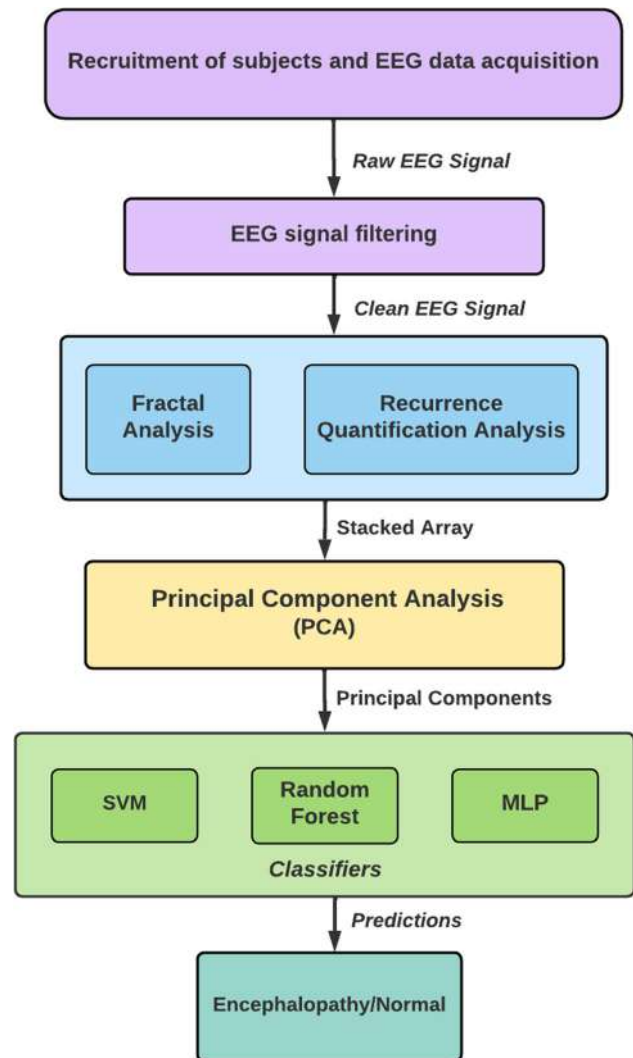 Recruitment of subjects and EEG data acquisition
Raw EEG Signal
EEG signal filtering
Clean EEG Signal
Fractal
Analysis
Recurrence
Quantification Analysis
Stacked Array
Principal Component Analysis
(PCA)
Principal Components
SVM
Random
Forest
MLP
Classifiers
Predictions
Encephalopathy/Normal